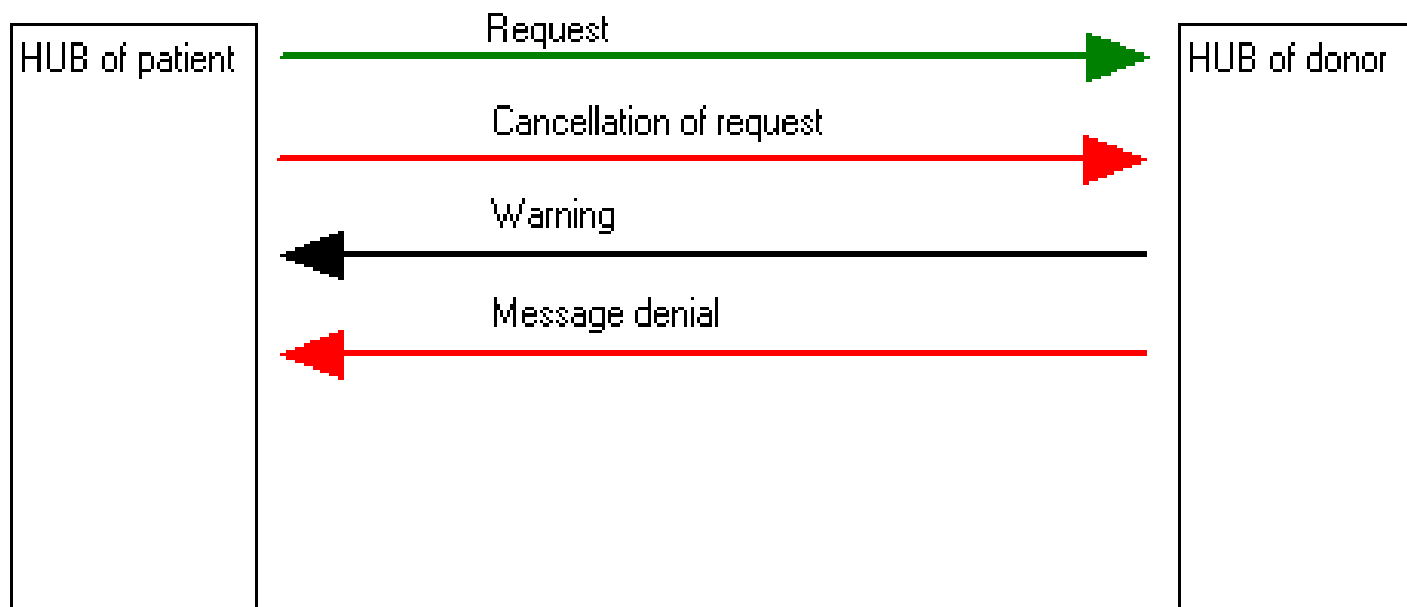 Request
HUB of patient
HUB of donor
Cancellation of request
Warning
Message denial